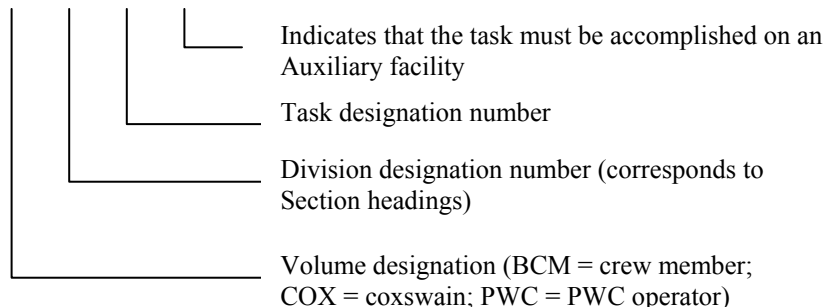 Indicates that the task must be accomplished on an
Auxiliary facility
Task designation number
Division designation number (corresponds to
Section headings)
Volume designation (BCM = crew member;
COX = coxswain; PWC = PWC operator)